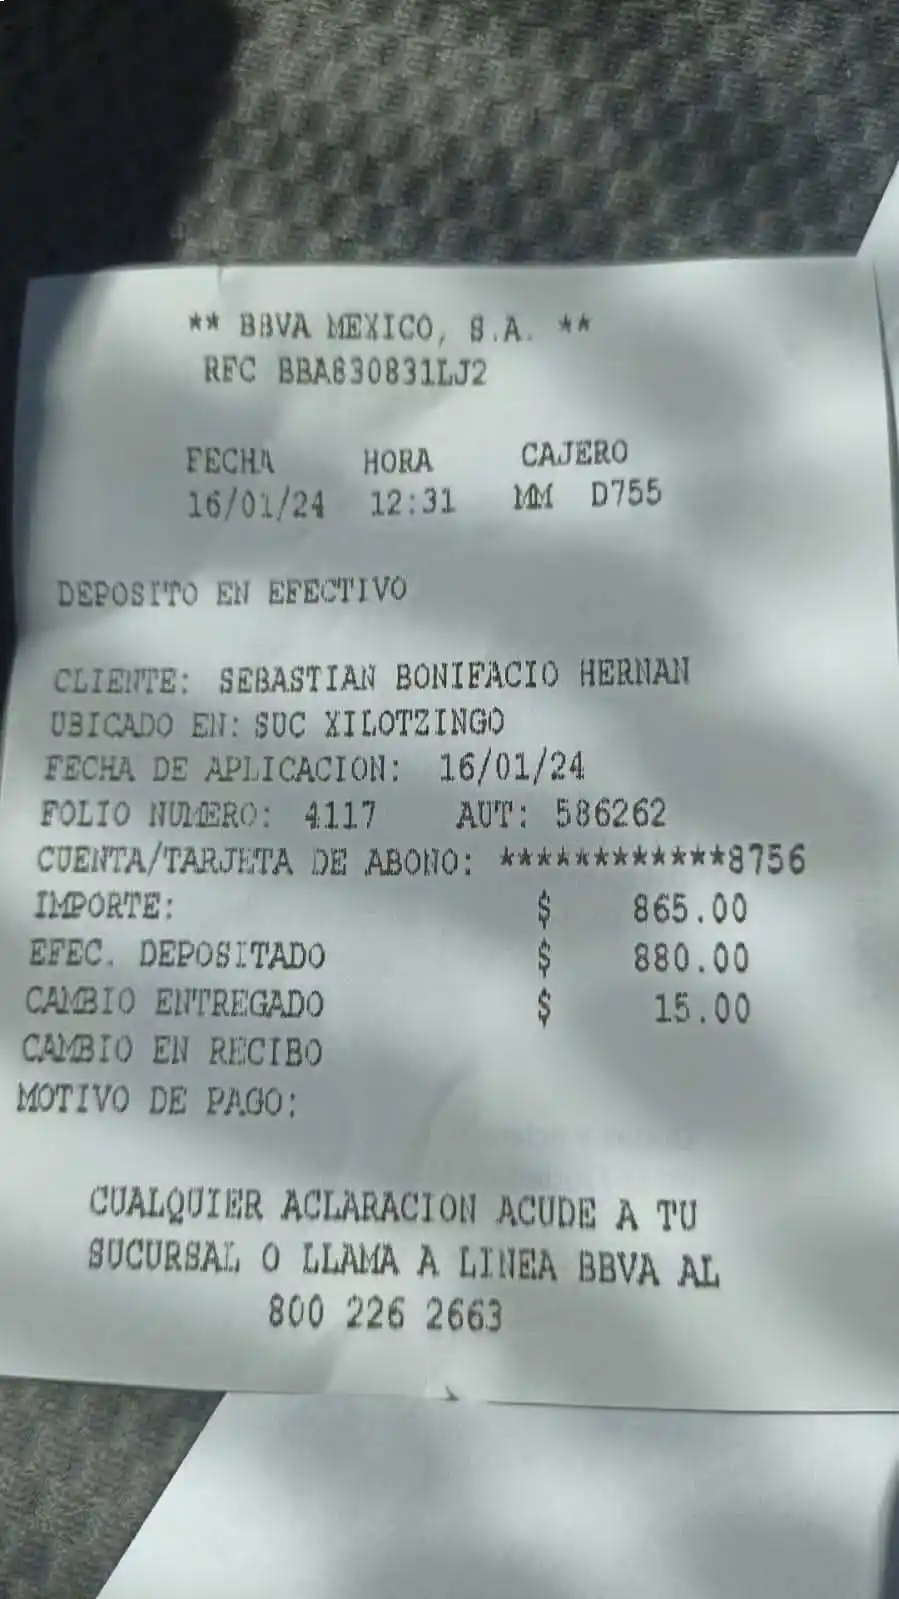 ** BBVA MEXICO, S.A. **
RFC BBA830831LJ2
FECHA HORA CAJERO
16/01/24 12:31 MM D755
DEPOSITO EN EFECTIVO
CLIENTE: SEBASTIAN BONIFACIO HERNAN
UBICADO EN: SUC XILOTZINGO
FECHA DE APLICACION: 16/01/24
FOLIO NUMERO: 4117 AUT: 586262
CUENTA/TARJETA DE ABONO: ************8756
IMPORTE: $ 865.00
EFEC. DEPOSITADO $ 880.00
CAMBIO ENTREGADO $ 15.00
CAMBIO EN RECIBO
MOTIVO DE PAGO:
CUALQUIER ACLARACION ACUDE A TU
SUCURSAL O LLAMA A LINEA BBVA AL
800 226 2663